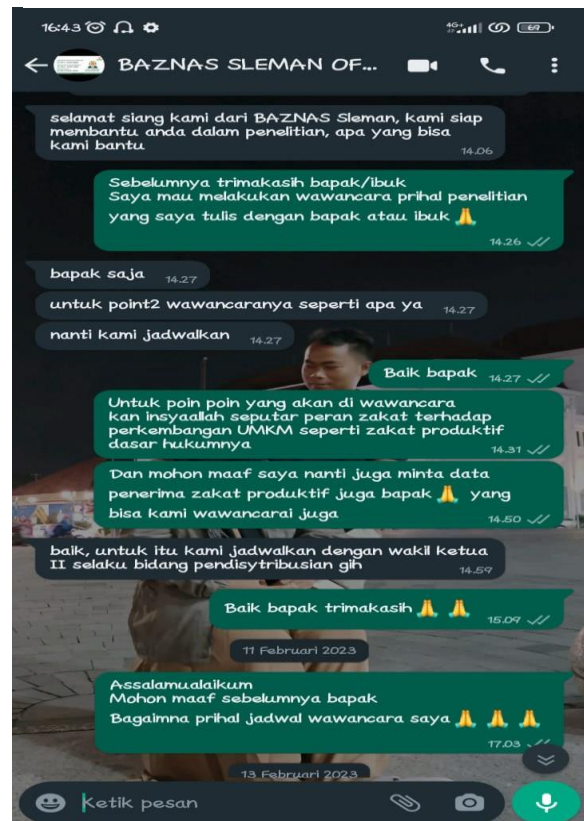 16:43
4G+
69
BAZNAS SLEMAN OF...
selamat siang kami dari BAZNAS Sleman, kami siap
membantu anda dalam penelitian, apa yang bisa
kami bantu
14.06
Sebelumnya trimakasih bapak/ibuk
Saya mau melakukan wawancara prihal penelitian
yang saya tulis dengan bapak atau ibuk 🙏
14.26
bapak saja 14.27
untuk point2 wawancaranya seperti apa ya 14.27
nanti kami jadwalkan 14.27
Baik bapak 14.27
Untuk poin poin yang akan di wawancara
kan insyaallah seputar peran zakat terhadap
perkembangan UMKM seperti zakat produktif
dasar hukumnya
14.31
Dan mohon maaf saya nanti juga minta data
penerima zakat produktif juga bapak 🙏 yang
bisa kami wawancarai juga
14.50
baik, untuk itu kami jadwalkan dengan wakil ketua
II selaku bidang pendisytribusian gih
14.59
Baik bapak trimakasih 🙏 🙏
15.09
11 Februari 2023
Assalamualaikum
Mohon maaf sebelumnya bapak
Bagaimna prihal jadwal wawancara saya 🙏 🙏 🙏
17.03
13 Februari 2023
Ketik pesan